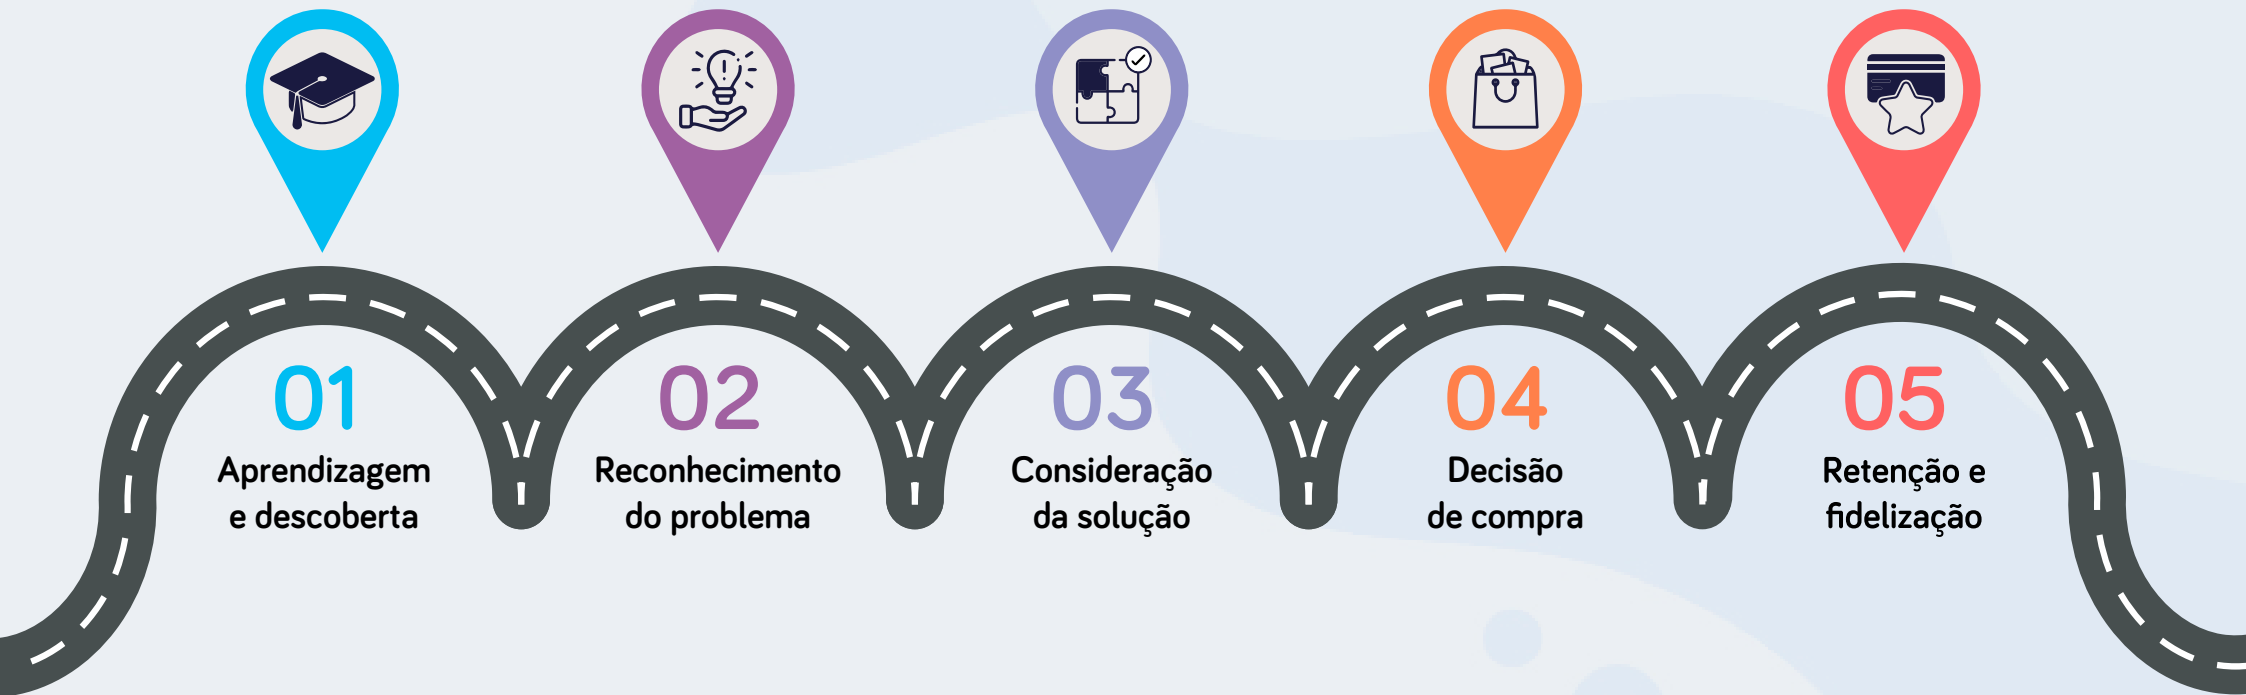 01
Aprendizagem
e descoberta
02
Reconhecimento
do problema
03
Consideração
da solução
04
Decisão
de compra
05
Retenção e
fidelização